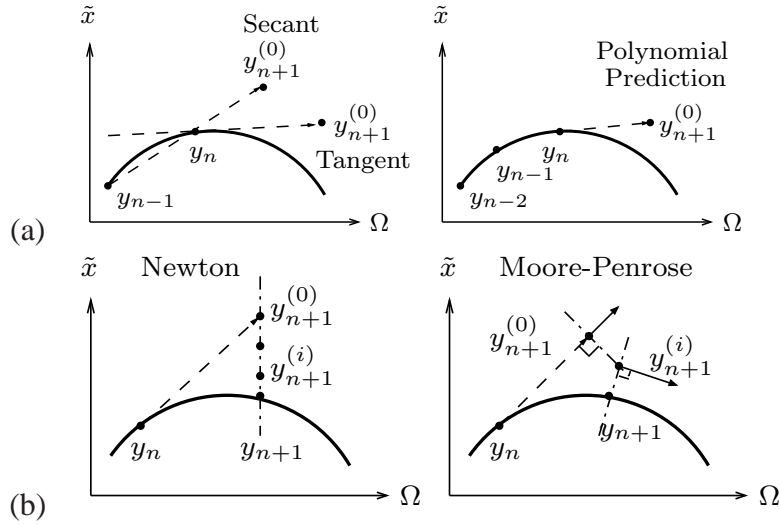 x̃
Secant
y_{n+1}^{(0)}
y_{n+1}^{(0)}
y_n
Tangent
y_{n-1}
Ω
x̃
Polynomial
Prediction
y_{n+1}^{(0)}
y_n
y_{n-1}
y_{n-2}
Ω
(a)
x̃
Newton
y_{n+1}^{(0)}
y_{n+1}^{(i)}
y_n
y_{n+1}
Ω
x̃
Moore-Penrose
y_{n+1}^{(0)}
y_{n+1}^{(i)}
y_n
y_{n+1}
Ω
(b)